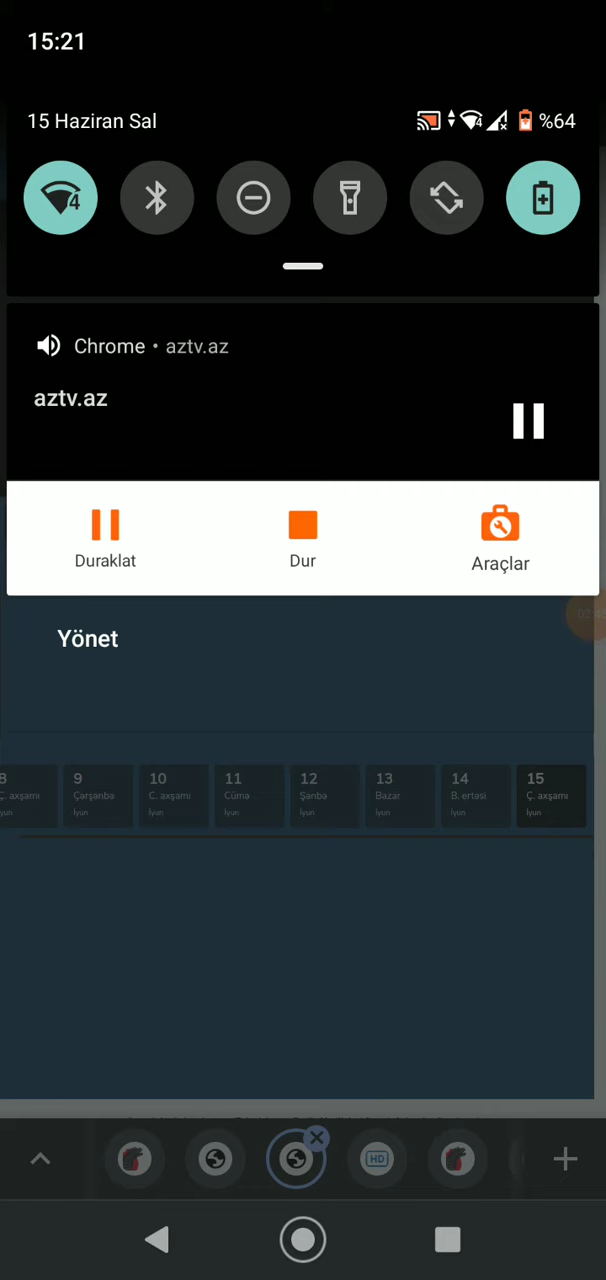 15:21
15 Haziran Sal
4
%64
4
Chrome • aztv.az
aztv.az
Duraklat
Dur
Araçlar
Yönet
8 9 10 11 12 13 14 15
Ç. axşamı Çərşənbə C. axşamı Cümə Şənbə Bazar B. ertəsi Ç. axşamı
İyun İyun İyun İyun İyun İyun İyun
HD